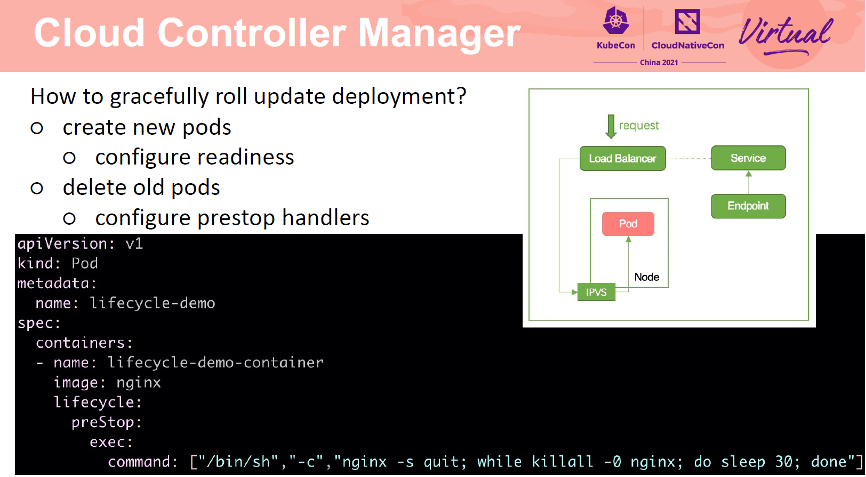 Cloud Controller Manager
KubeCon
CloudNativeCon
China 2021
Virtual
How to gracefully roll update deployment?
create new pods
configure readiness
delete old pods
configure prestop handlers
request
Load Balancer
Service
Endpoint
Pod
Node
IPVS
apiVersion: v1
kind: Pod
metadata:
  name: lifecycle-demo
spec:
  containers:
  - name: lifecycle-demo-container
    image: nginx
    lifecycle:
      preStop:
        exec:
          command: ["/bin/sh","-c","nginx -s quit; while killall -0 nginx; do sleep 30; done"]